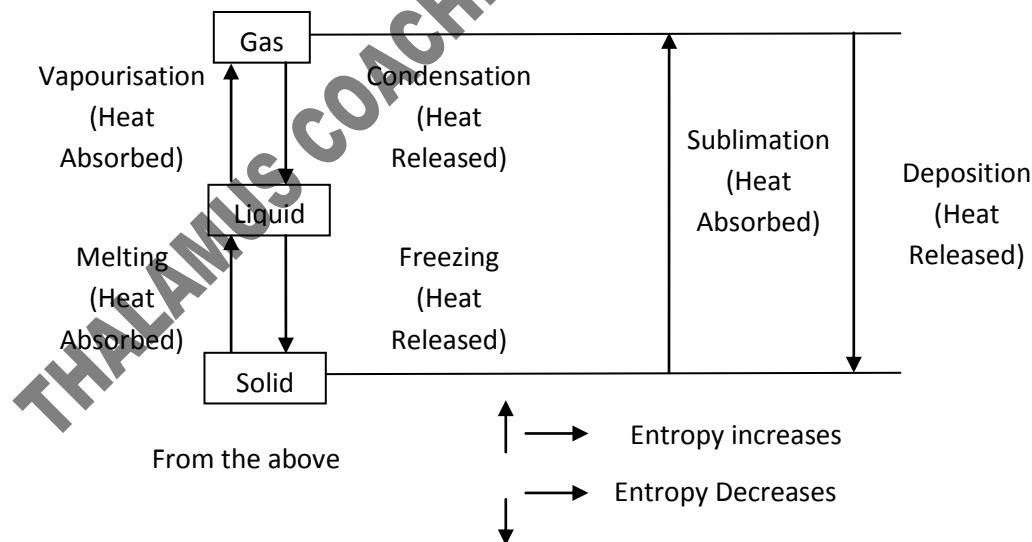 Gas
Vapourisation
(Heat
Absorbed)
Condensation
(Heat
Released)
Sublimation
(Heat
Absorbed)
Deposition
(Heat
Released)
Liquid
Melting
(Heat
Absorbed)
Freezing
(Heat
Released)
Solid
Entropy increases
From the above
Entropy Decreases
THALAMUS